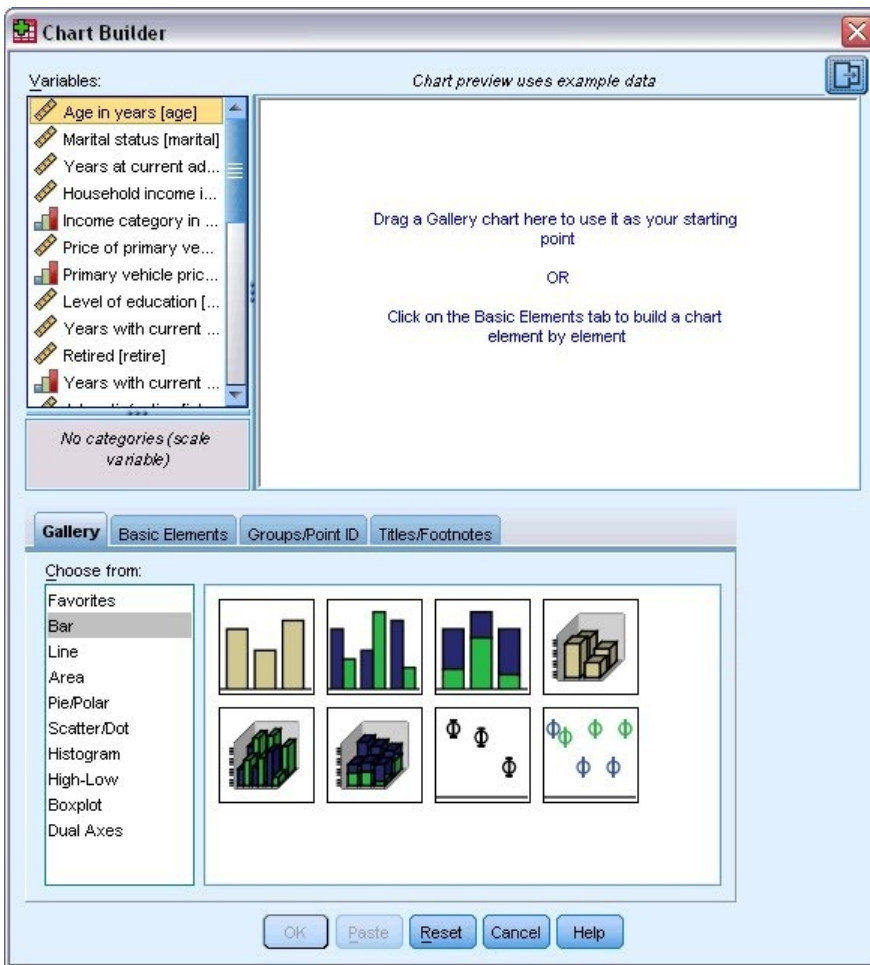 Chart Builder
Variables:
Chart preview uses example data
Age in years [age]
Marital status [marital]
Years at current ad...
Household income i...
Income category in ...
Price of primary ve...
Primary vehicle pric...
Level of education [...
Years with current ...
Retired [retire]
Years with current ...
No categories (scale
variable)
Drag a Gallery chart here to use it as your starting
point
OR
Click on the Basic Elements tab to build a chart
element by element
Gallery
Basic Elements
Groups/Point ID
Titles/Footnotes
Choose from:
Favorites
Bar
Line
Area
Pie/Polar
Scatter/Dot
Histogram
High-Low
Boxplot
Dual Axes
OK
Paste
Reset
Cancel
Help